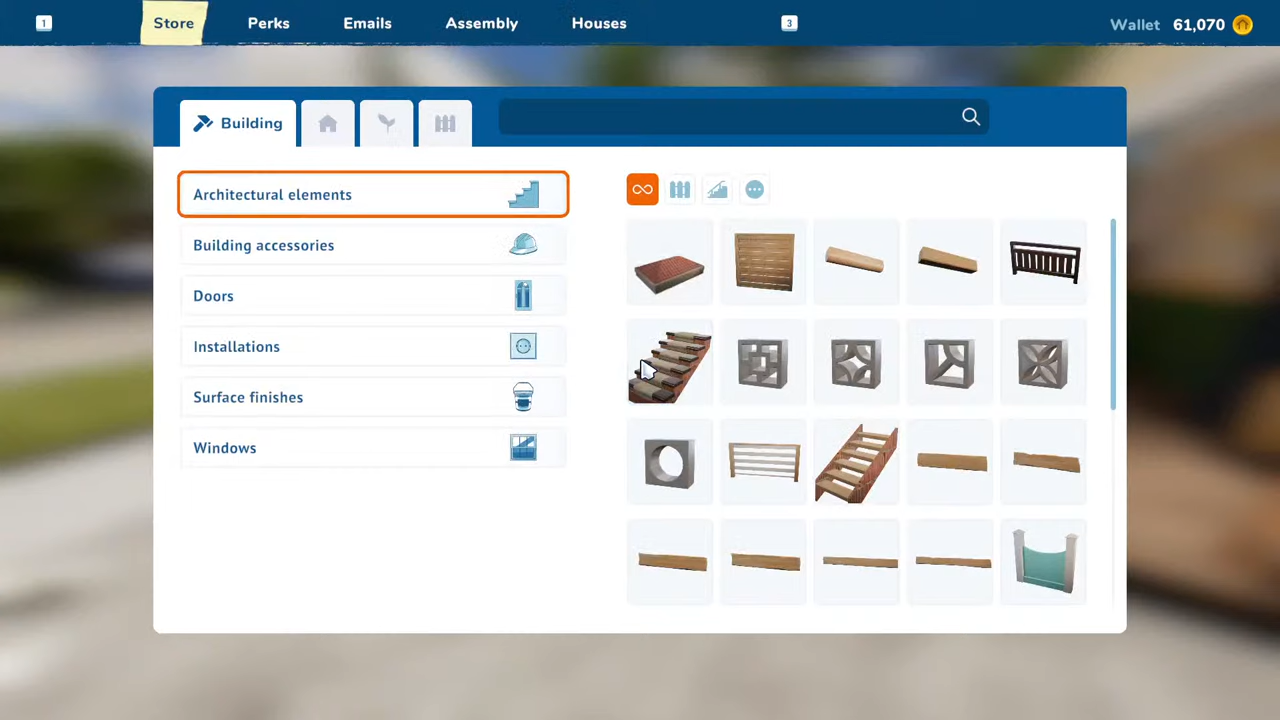 1 Store Perks Emails Assembly Houses 3 Wallet 61,070
Building
Architectural elements
Building accessories
Doors
Installations
Surface finishes
Windows